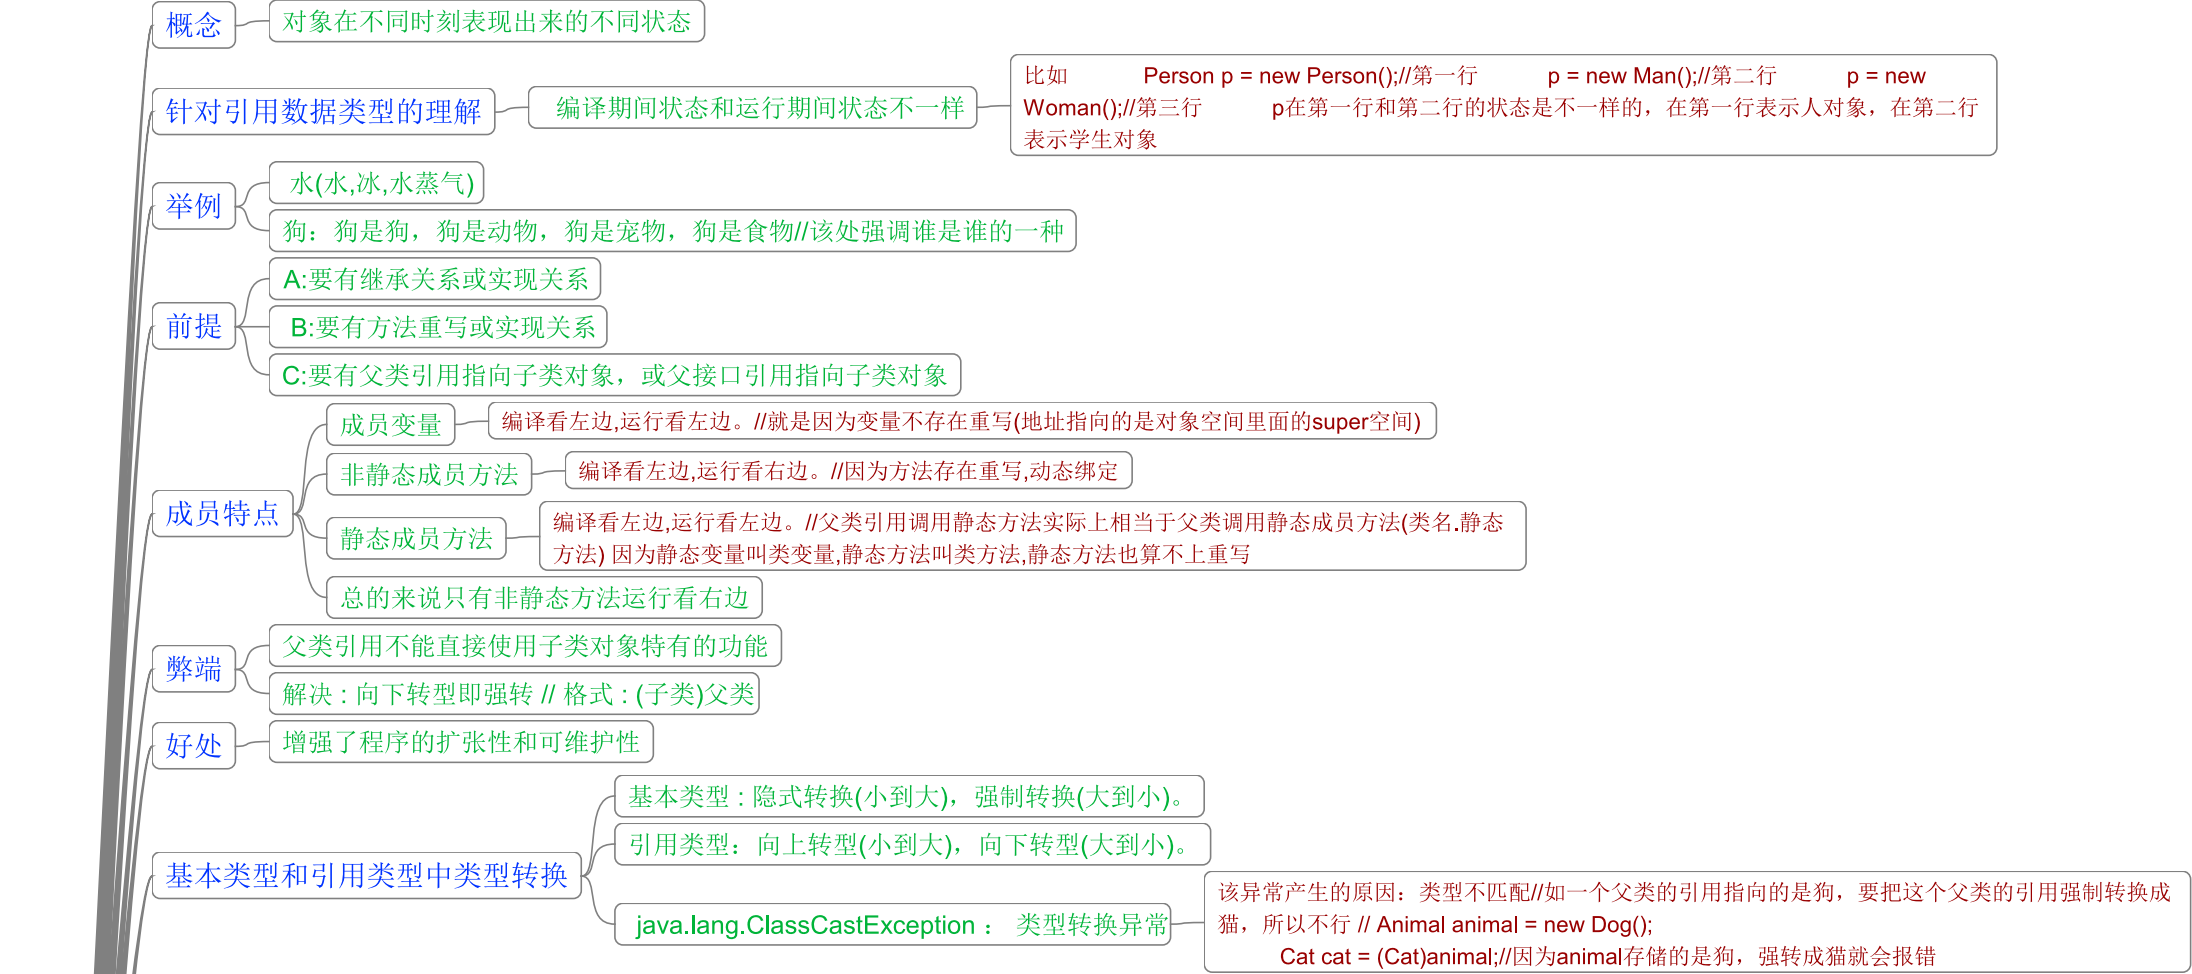 概念
对象在不同时刻表现出来的不同状态
针对引用数据类型的理解
编译期间状态和运行期间状态不一样
比如 Person p = new Person();//第一行 p = new Man();//第二行 p = new
Woman();//第三行 p在第一行和第二行的状态是不一样的，在第一行表示人对象，在第二行
表示学生对象
举例
水(水,冰,水蒸气)
狗：狗是狗，狗是动物，狗是宠物，狗是食物//该处强调谁是谁的一种
前提
A:要有继承关系或实现关系
B:要有方法重写或实现关系
C:要有父类引用指向子类对象，或父接口引用指向子类对象
成员特点
成员变量
编译看左边,运行看左边。//就是因为变量不存在重写(地址指向的是对象空间里面的super空间)
非静态成员方法
编译看左边,运行看右边。//因为方法存在重写,动态绑定
静态成员方法
编译看左边,运行看左边。//父类引用调用静态方法实际上相当于父类调用静态成员方法(类名.静态
方法) 因为静态变量叫类变量,静态方法叫类方法,静态方法也算不上重写
总的来说只有非静态方法运行看右边
弊端
父类引用不能直接使用子类对象特有的功能
解决 : 向下转型即强转 // 格式 : (子类)父类
好处
增强了程序的扩张性和可维护性
基本类型和引用类型中类型转换
基本类型 : 隐式转换(小到大)，强制转换(大到小)。
引用类型：向上转型(小到大)，向下转型(大到小)。
java.lang.ClassCastException ： 类型转换异常
该异常产生的原因：类型不匹配//如一个父类的引用指向的是狗，要把这个父类的引用强制转换成
猫，所以不行 // Animal animal = new Dog();
Cat cat = (Cat)animal;//因为animal存储的是狗，强转成猫就会报错